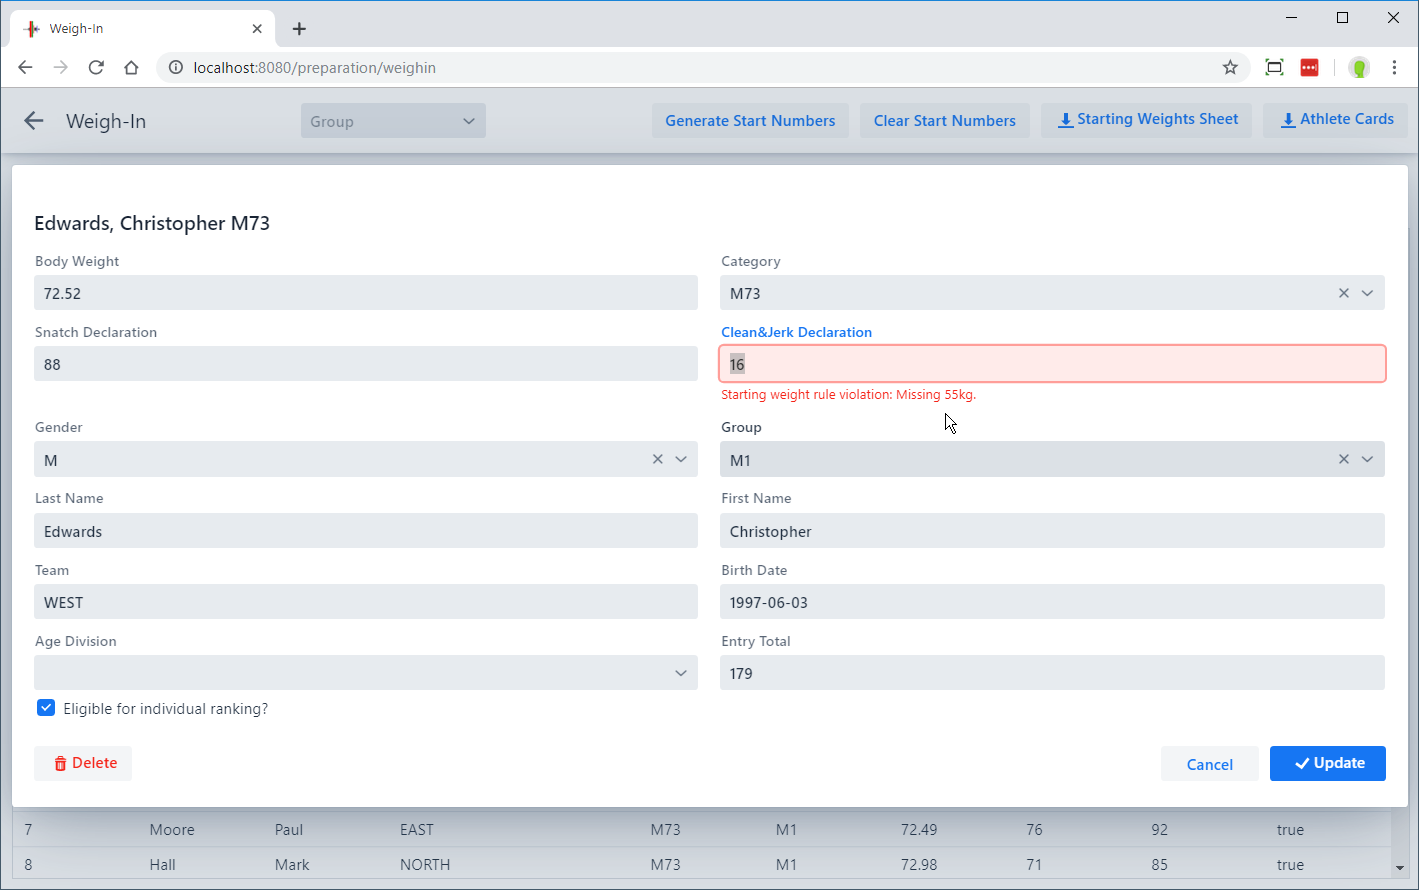 Weigh-In
localhost:8080/preparation/weighin
Weigh-In
Group
Generate Start Numbers
Clear Start Numbers
Starting Weights Sheet
Athlete Cards
Edwards, Christopher M73
Body Weight
Category
72.52
M73
Snatch Declaration
Clean&Jerk Declaration
88
16
Starting weight rule violation: Missing 55kg.
Gender
Group
M
M1
Last Name
First Name
Edwards
Christopher
Team
Birth Date
WEST
1997-06-03
Age Division
Entry Total
179
Eligible for individual ranking?
Delete
Cancel
Update
7 Moore Paul EAST M73 M1 72.49 76 92 true
8 Hall Mark NORTH M73 M1 72.98 71 85 true